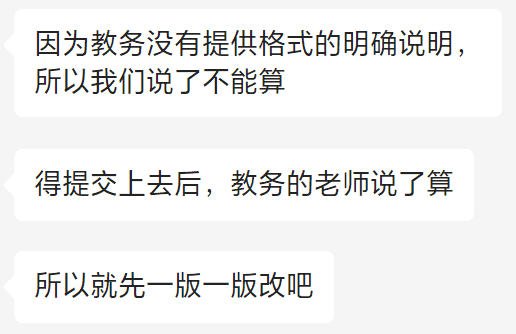 因为教务没有提供格式的明确说明，
所以我们说了不能算
得提交上去后，教务的老师说了算
所以就先一版一版改吧